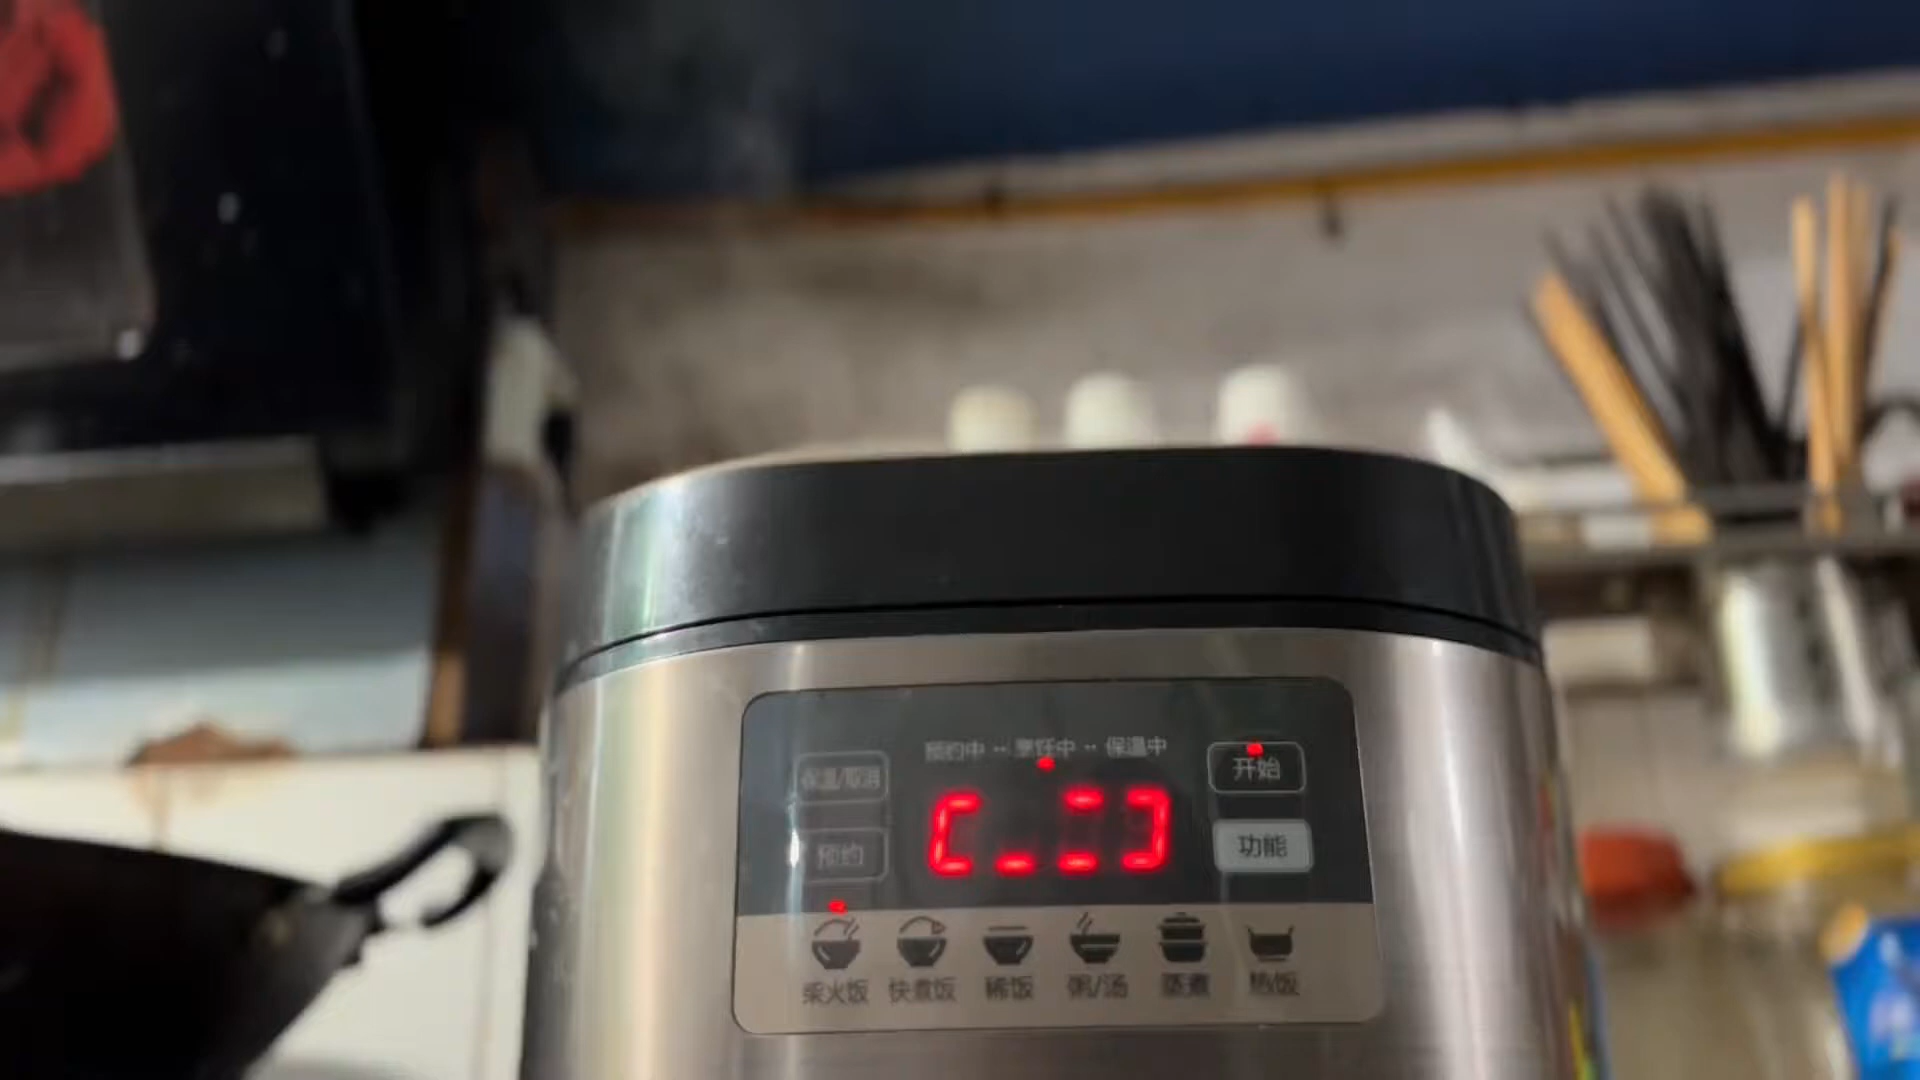 预约中 ·· 烹饪中 ·· 保温中
保温/取消
开始
预约
功能
柴火饭 快煮饭 稀饭 粥/汤 蒸煮 热饭